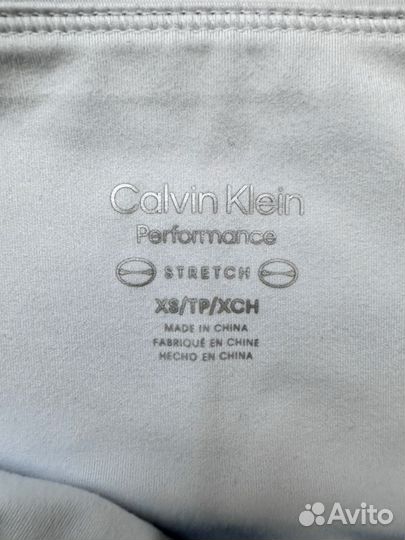 Calvin Klein
Performance
STRETCH
XS/TP/XCH
MADE IN CHINA
FABRIQUÉ EN CHINE
HECHO EN CHINA
Avito